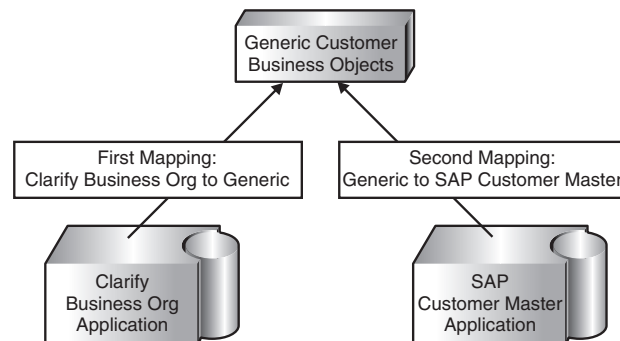 Generic Customer
Business Objects
First Mapping:
Clarify Business Org to Generic
Second Mapping:
Generic to SAP Customer Master
Clarify
Business Org
Application
SAP
Customer Master
Application